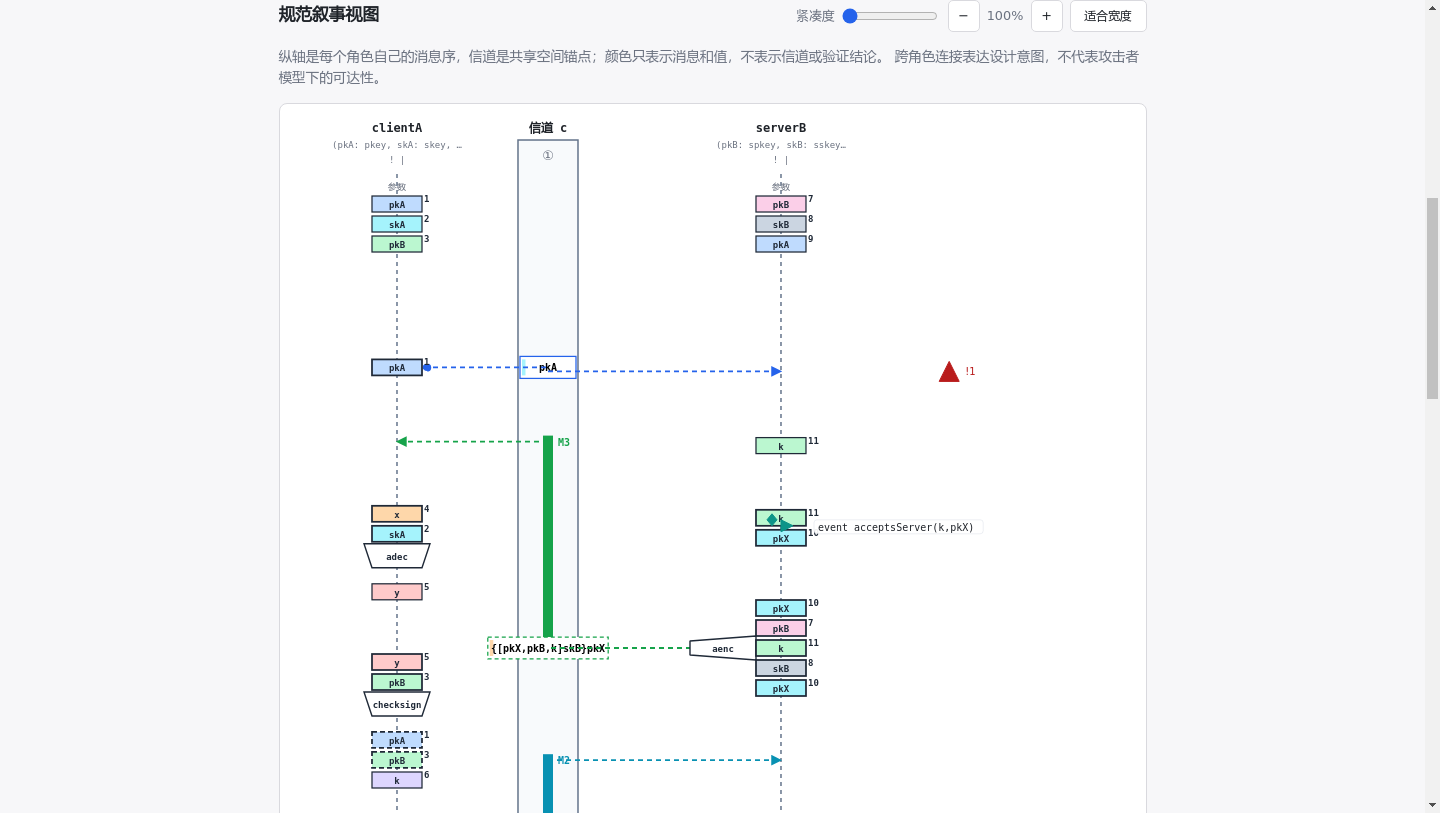 规范叙事视图
紧凑度
−
100%
+
适合宽度
纵轴是每个角色自己的消息序，信道是共享空间锚点；颜色只表示消息和值，不表示信道或验证结论。 跨角色连接表达设计意图，不代表攻击者
模型下的可达性。
clientA
信道 c
serverB
(pkA: pkey, skA: skey, …
(pkB: spkey, skB: sskey…
! |
①
! |
参数
参数
pkA 1
pkB 7
skA 2
skB 8
pkB 3
pkA 9
pkA 1
pkA
!1
M3
k 11
x 4
k 11
event acceptsServer(k,pkX)
skA 2
pkX 10
adec
y 5
pkX 10
pkB 7
{[pkX,pkB,k]skB}pkX
aenc
k 11
y 5
skB 8
pkB 3
pkX 10
checksign
pkA 1
pkB 3
M2
k 6